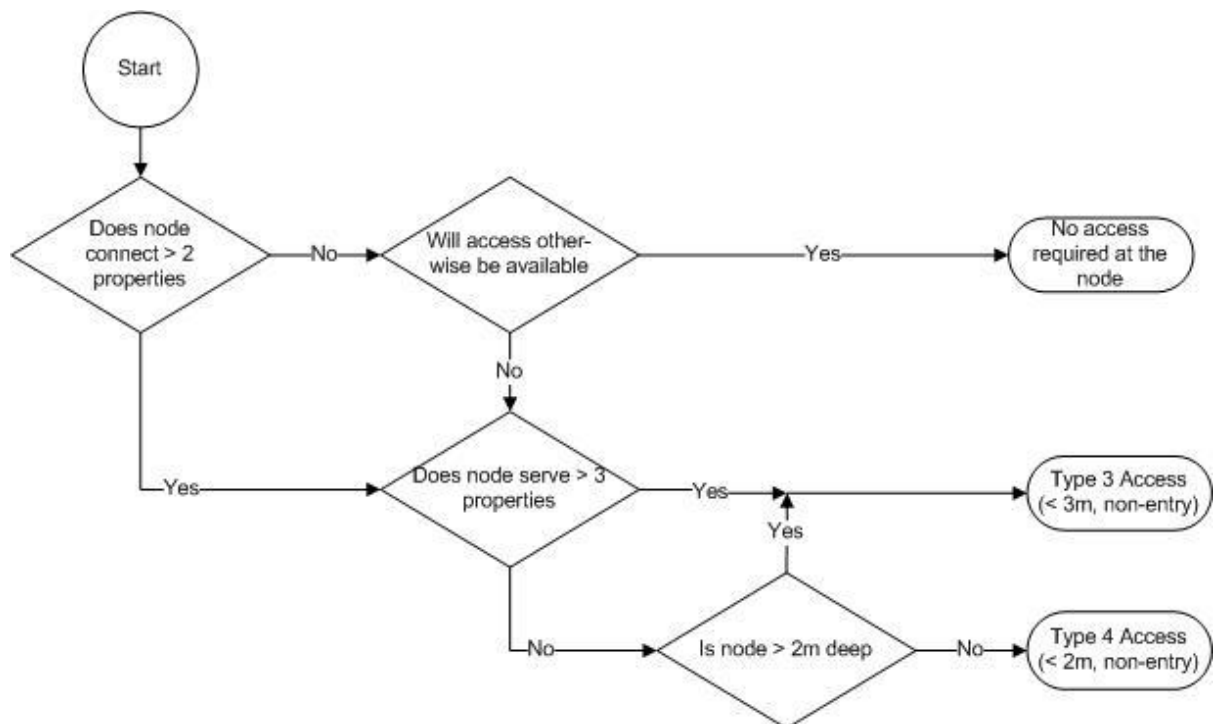 Start
Does node
connect > 2
properties
No
Will access other-
wise be available
Yes
No access
required at the
node
No
Yes
Does node serve > 3
properties
Yes
Type 3 Access
(< 3m, non-entry)
Yes
No
Is node > 2m deep
No
Type 4 Access
(< 2m, non-entry)